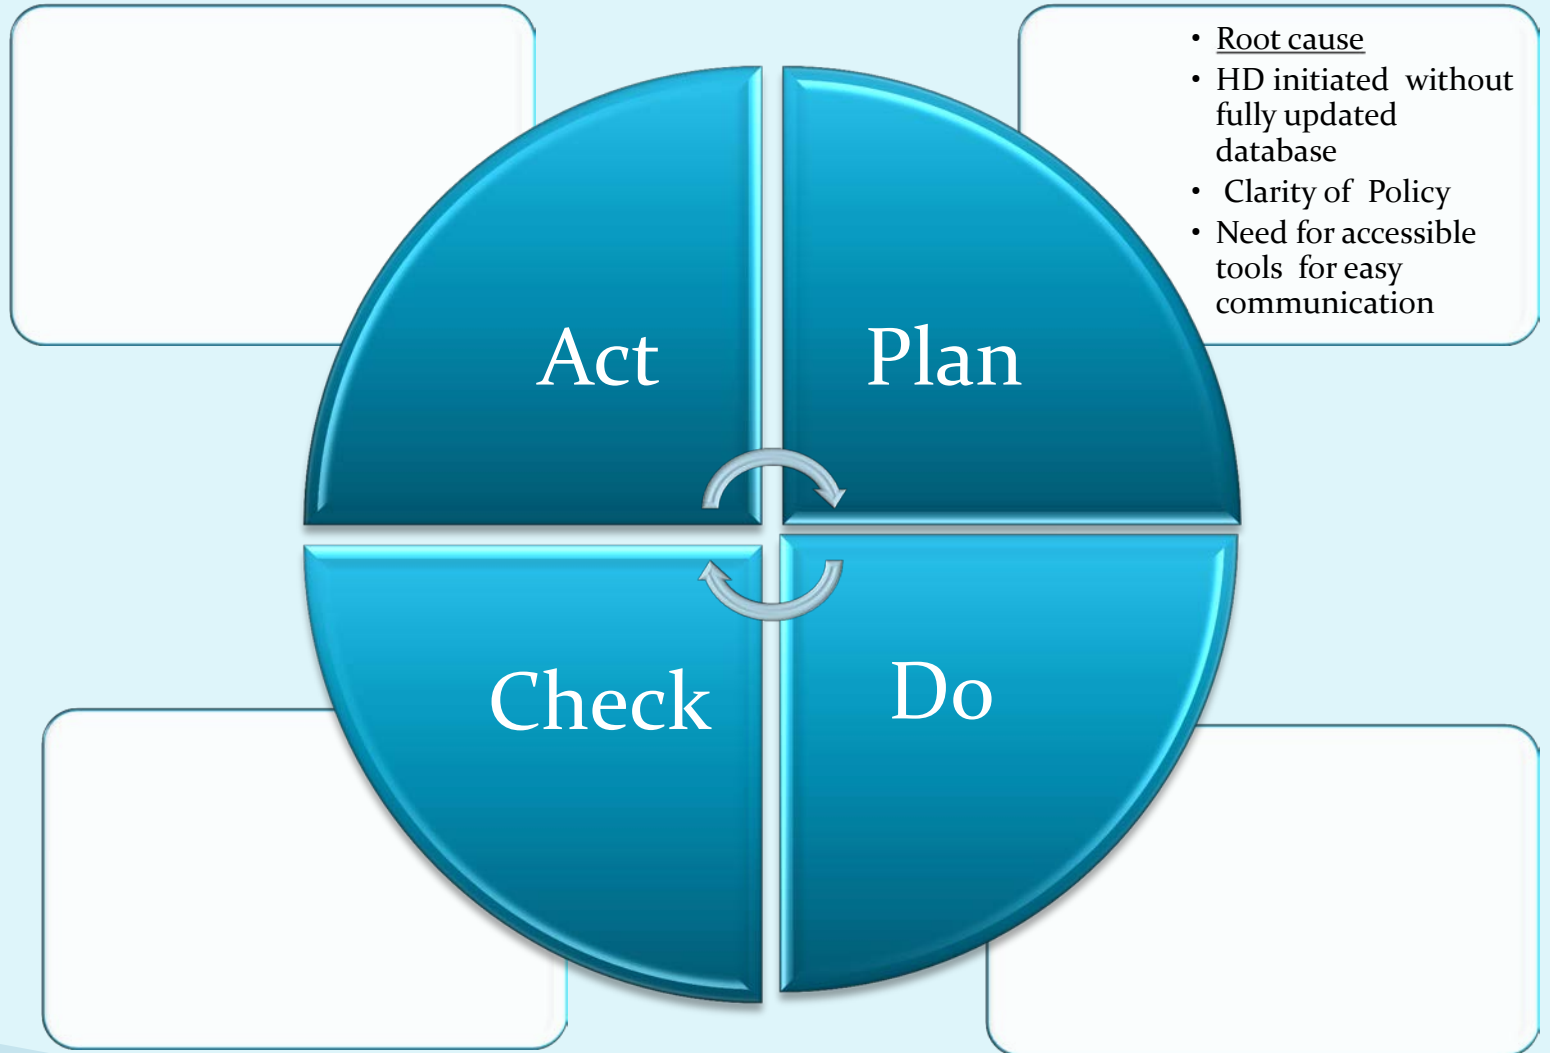 • Root cause
• HD initiated without
fully updated
database
• Clarity of Policy
• Need for accessible
tools for easy
communication
Act
Plan
Check
Do